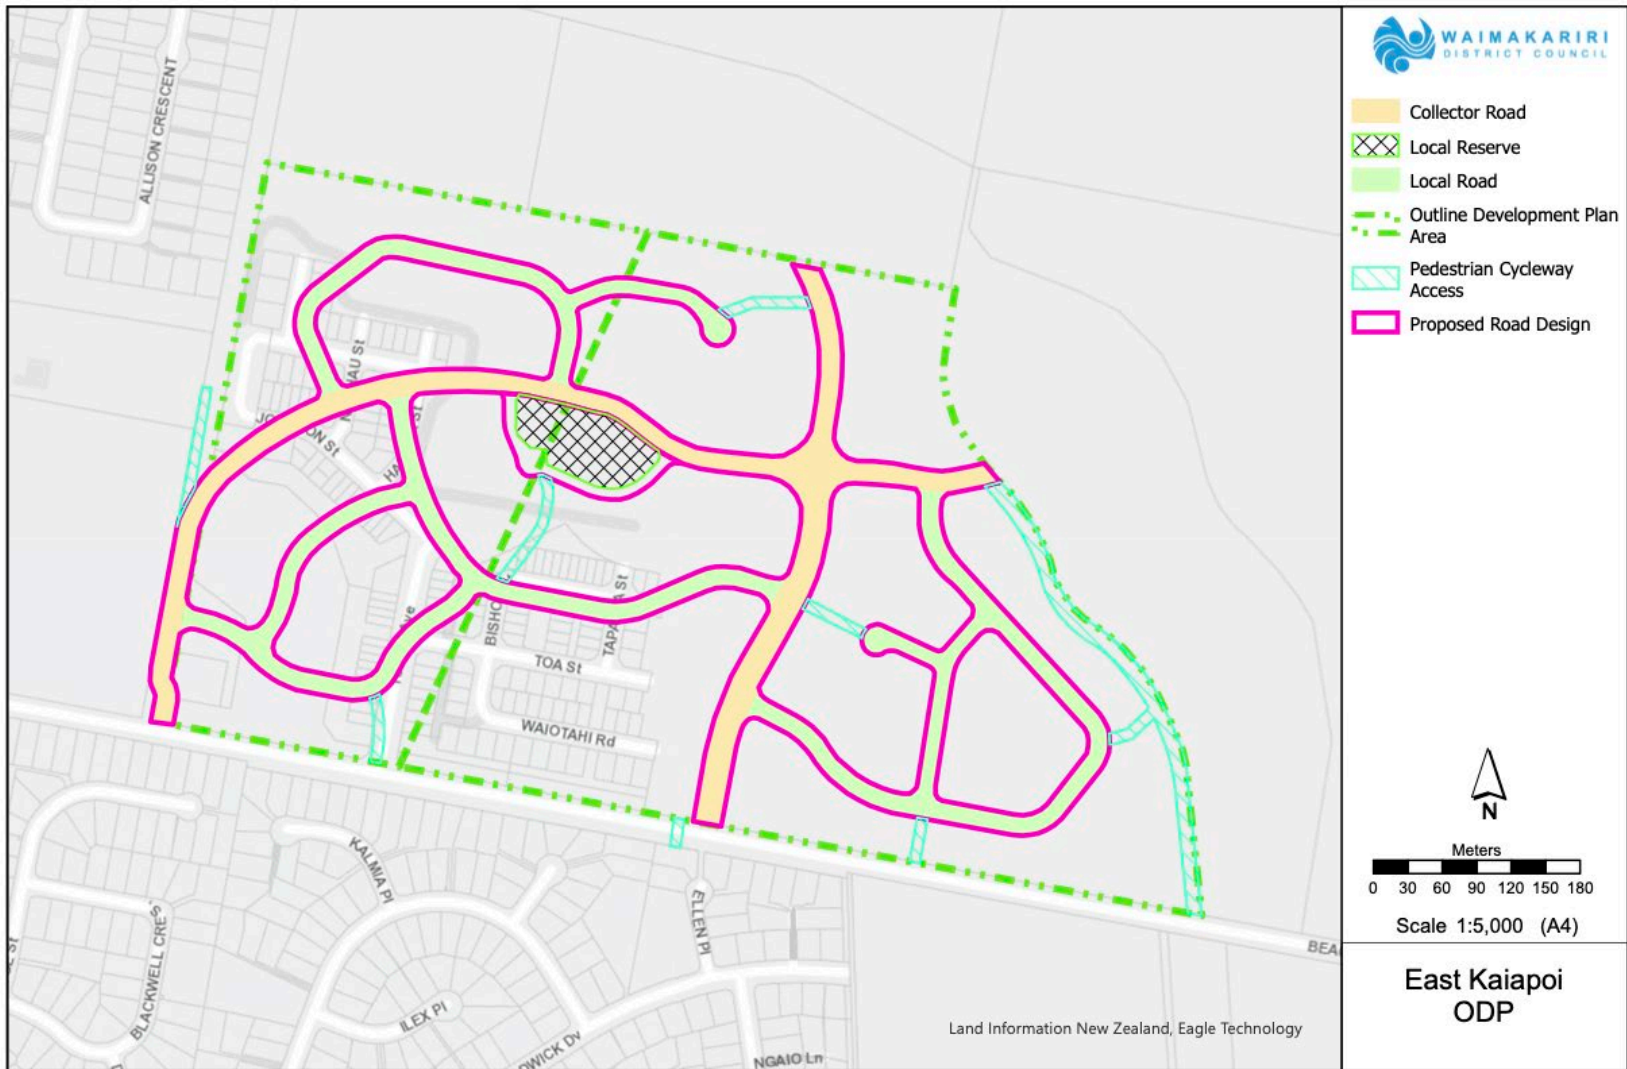 WAIMAKARIRI
DISTRICT COUNCIL
Collector Road
Local Reserve
Local Road
Outline Development Plan
Area
Pedestrian Cycleway
Access
Proposed Road Design
N
Meters
0 30 60 90 120 150 180
Scale 1:5,000 (A4)
East Kaiapoi
ODP
ALLISON CRESCENT
TOA St
WAIOTAHI Rd
KALMIA Pl
ELLEN Pl
BLACKWELL CRES
ILEX Pl
NGAIO Ln
Land Information New Zealand, Eagle Technology